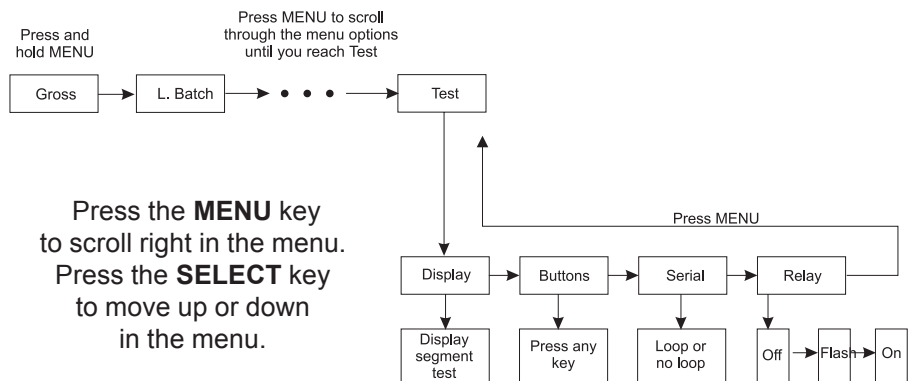 Press and
hold MENU
Press MENU to scroll
through the menu options
until you reach Test
Gross
L. Batch
Test
Press the MENU key
to scroll right in the menu.
Press the SELECT key
to move up or down
in the menu.
Press MENU
Display
Buttons
Serial
Relay
Display
segment
test
Press any
key
Loop or
no loop
Off
Flash
On